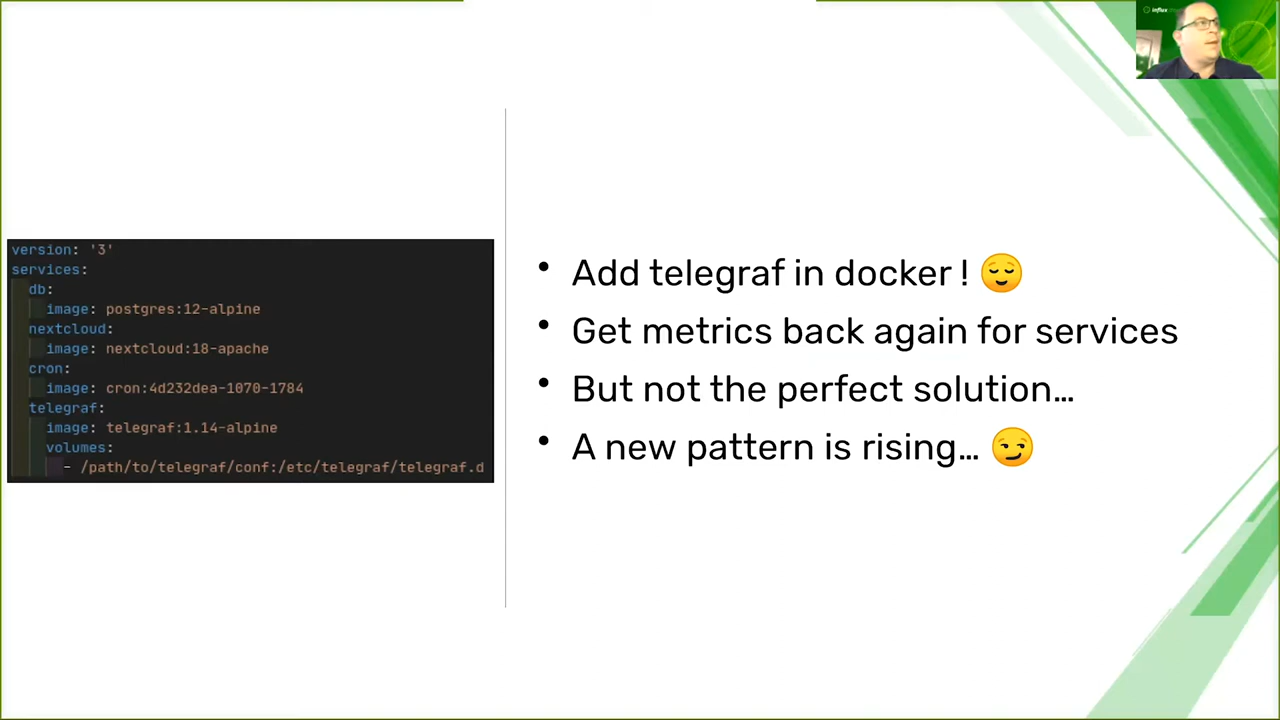 influx
version: '3'
services:
db:
image: postgres:12-alpine
nextcloud:
image: nextcloud:18-apache
cron:
image: cron:4d232dea-1070-1784
telegraf:
image: telegraf:1.14-alpine
volumes:
- /path/to/telegraf/conf:/etc/telegraf/telegraf.d
• Add telegraf in docker ! 😌
• Get metrics back again for services
• But not the perfect solution...
• A new pattern is rising... 😏